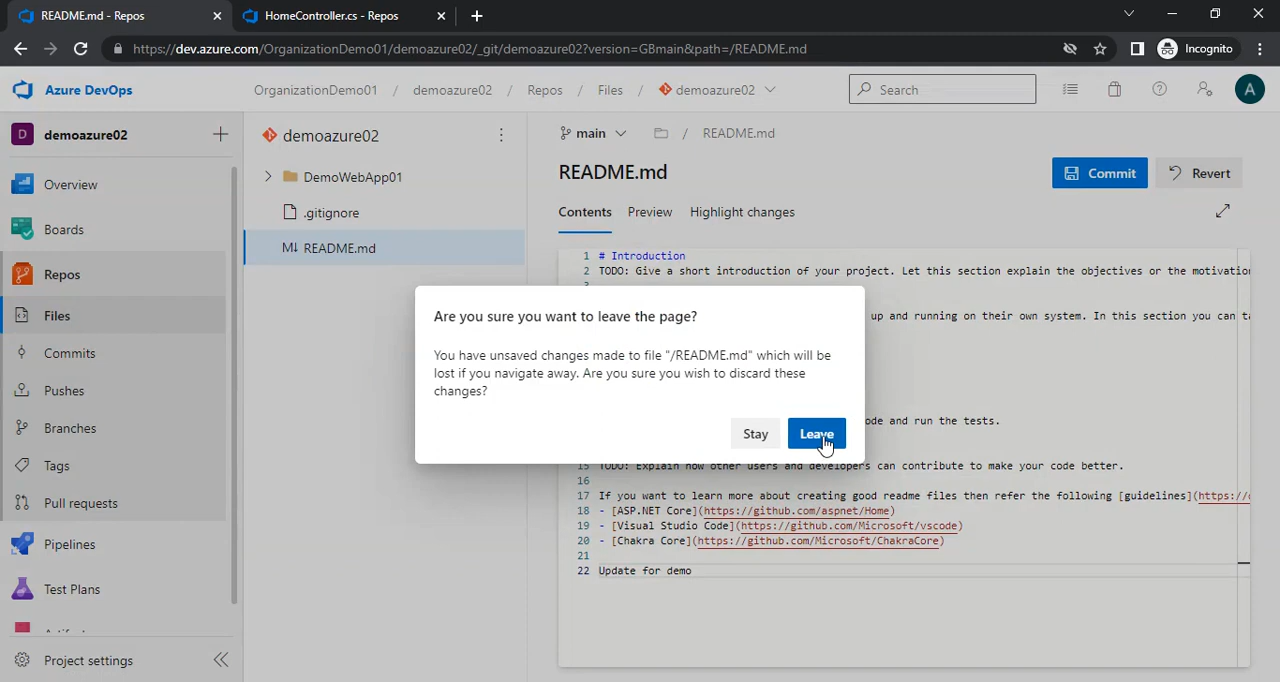 README.md - Repos
HomeController.cs - Repos
https://dev.azure.com/OrganizationDemo01/demoazure02/_git/demoazure02?version=GBmain&path=/README.md
Incognito
Azure DevOps
OrganizationDemo01 / demoazure02 / Repos / Files / demoazure02
Search
A
D demoazure02
Overview
Boards
Repos
Files
Commits
Pushes
Branches
Tags
Pull requests
Pipelines
Test Plans
Project settings
demoazure02
DemoWebApp01
.gitignore
M↓ README.md
main / README.md
README.md
Commit
Revert
Contents
Preview
Highlight changes
1 # Introduction
2 TODO: Give a short introduction of your project. Let this section explain the objectives or the motivatio
up and running on their own system. In this section you can ta
Are you sure you want to leave the page?
You have unsaved changes made to file "/README.md" which will be
lost if you navigate away. Are you sure you wish to discard these
changes?
Stay
Leave
ode and run the tests.
15 TODO: Explain how other users and developers can contribute to make your code better.
16
17 If you want to learn more about creating good readme files then refer the following [guidelines](https://
18 - [ASP.NET Core](https://github.com/aspnet/Home)
19 - [Visual Studio Code](https://github.com/Microsoft/vscode)
20 - [Chakra Core](https://github.com/Microsoft/ChakraCore)
21
22 Update for demo